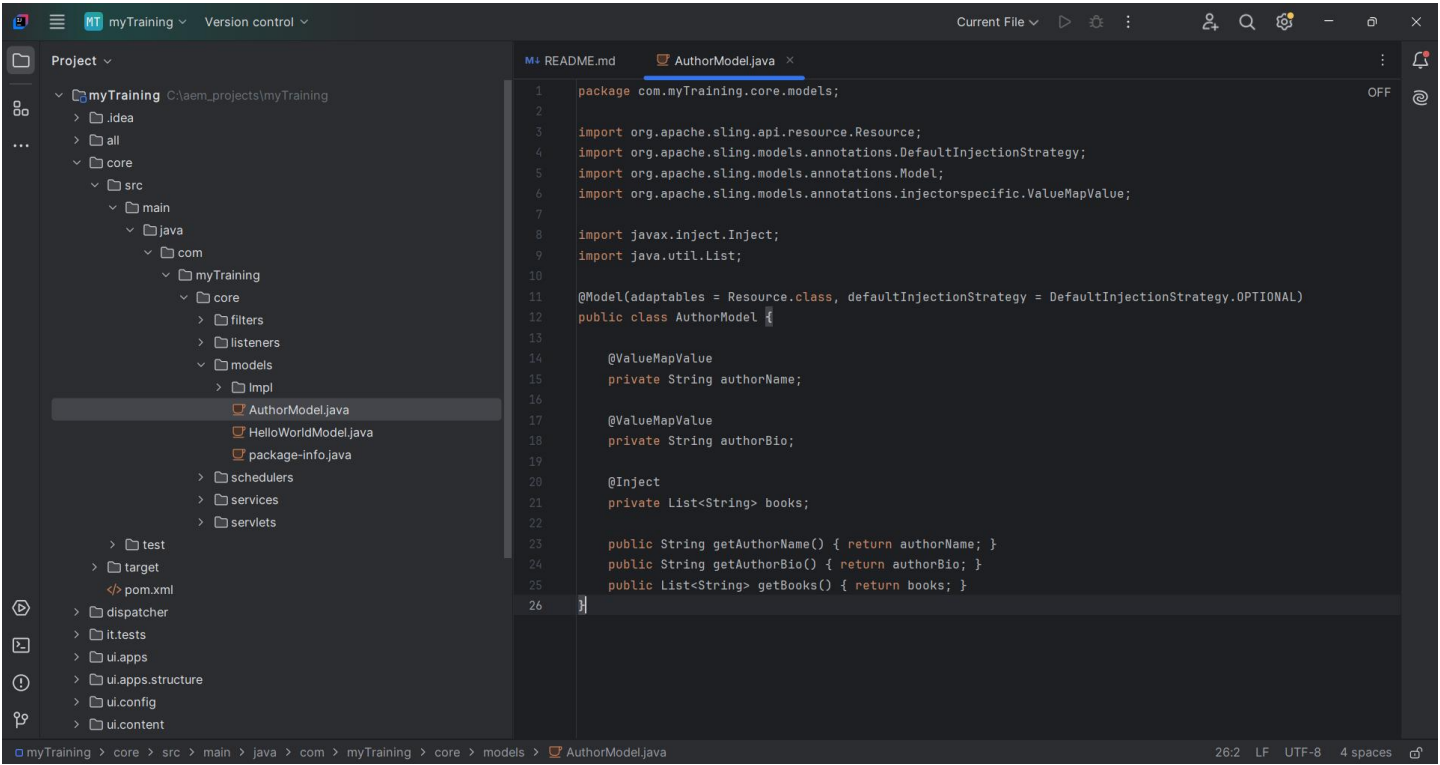 MT myTraining Version control Current File
Project
myTraining C:\aem_projects\myTraining
.idea
all
core
src
main
java
com
myTraining
core
filters
listeners
models
Impl
AuthorModel.java
HelloWorldModel.java
package-info.java
schedulers
services
servlets
test
target
</> pom.xml
dispatcher
it.tests
ui.apps
ui.apps.structure
ui.config
ui.content
M↓ README.md AuthorModel.java
OFF
1 package com.myTraining.core.models;
2
3 import org.apache.sling.api.resource.Resource;
4 import org.apache.sling.models.annotations.DefaultInjectionStrategy;
5 import org.apache.sling.models.annotations.Model;
6 import org.apache.sling.models.annotations.injectorspecific.ValueMapValue;
7
8 import javax.inject.Inject;
9 import java.util.List;
10
11 @Model(adaptables = Resource.class, defaultInjectionStrategy = DefaultInjectionStrategy.OPTIONAL)
12 public class AuthorModel {
13
14 @ValueMapValue
15 private String authorName;
16
17 @ValueMapValue
18 private String authorBio;
19
20 @Inject
21 private List<String> books;
22
23 public String getAuthorName() { return authorName; }
24 public String getAuthorBio() { return authorBio; }
25 public List<String> getBooks() { return books; }
26 }
myTraining > core > src > main > java > com > myTraining > core > models > AuthorModel.java 26:2 LF UTF-8 4 spaces